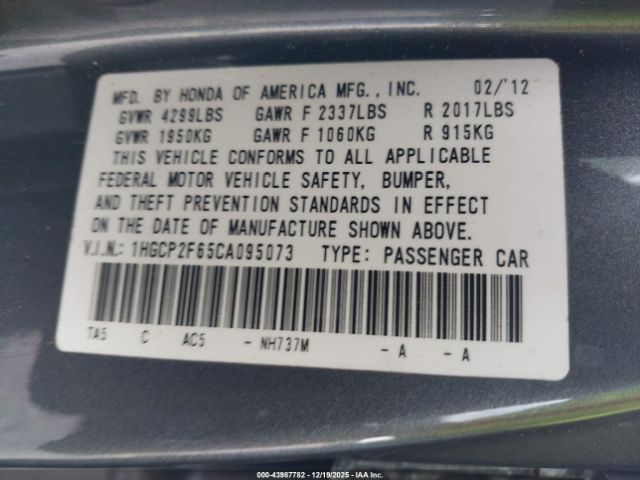 MFD. BY HONDA OF AMERICA MFG., INC. 02/'12
GVWR 4299LBS GAWR F 2337LBS R 2017LBS
GVWR 1950KG GAWR F 1060KG R 915KG
THIS VEHICLE CONFORMS TO ALL APPLICABLE
FEDERAL MOTOR VEHICLE SAFETY, BUMPER,
AND THEFT PREVENTION STANDARDS IN EFFECT
ON THE DATE OF MANUFACTURE SHOWN ABOVE.
V.I.N.: 1HGCP2F65CA095073 TYPE: PASSENGER CAR
TA5 C AC5 - NH737M - A - A
000-43987782 / 12/19/2025 / IAA Inc.